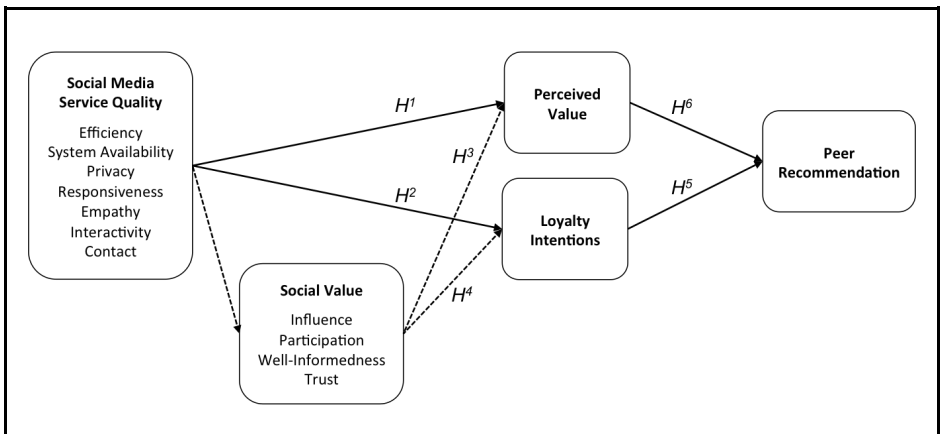 Social Media
Service Quality
Efficiency
System Availability
Privacy
Responsiveness
Empathy
Interactivity
Contact
Social Value
Influence
Participation
Well-Informedness
Trust
H1
H2
H3
H4
Perceived
Value
Loyalty
Intentions
H6
H5
Peer
Recommendation